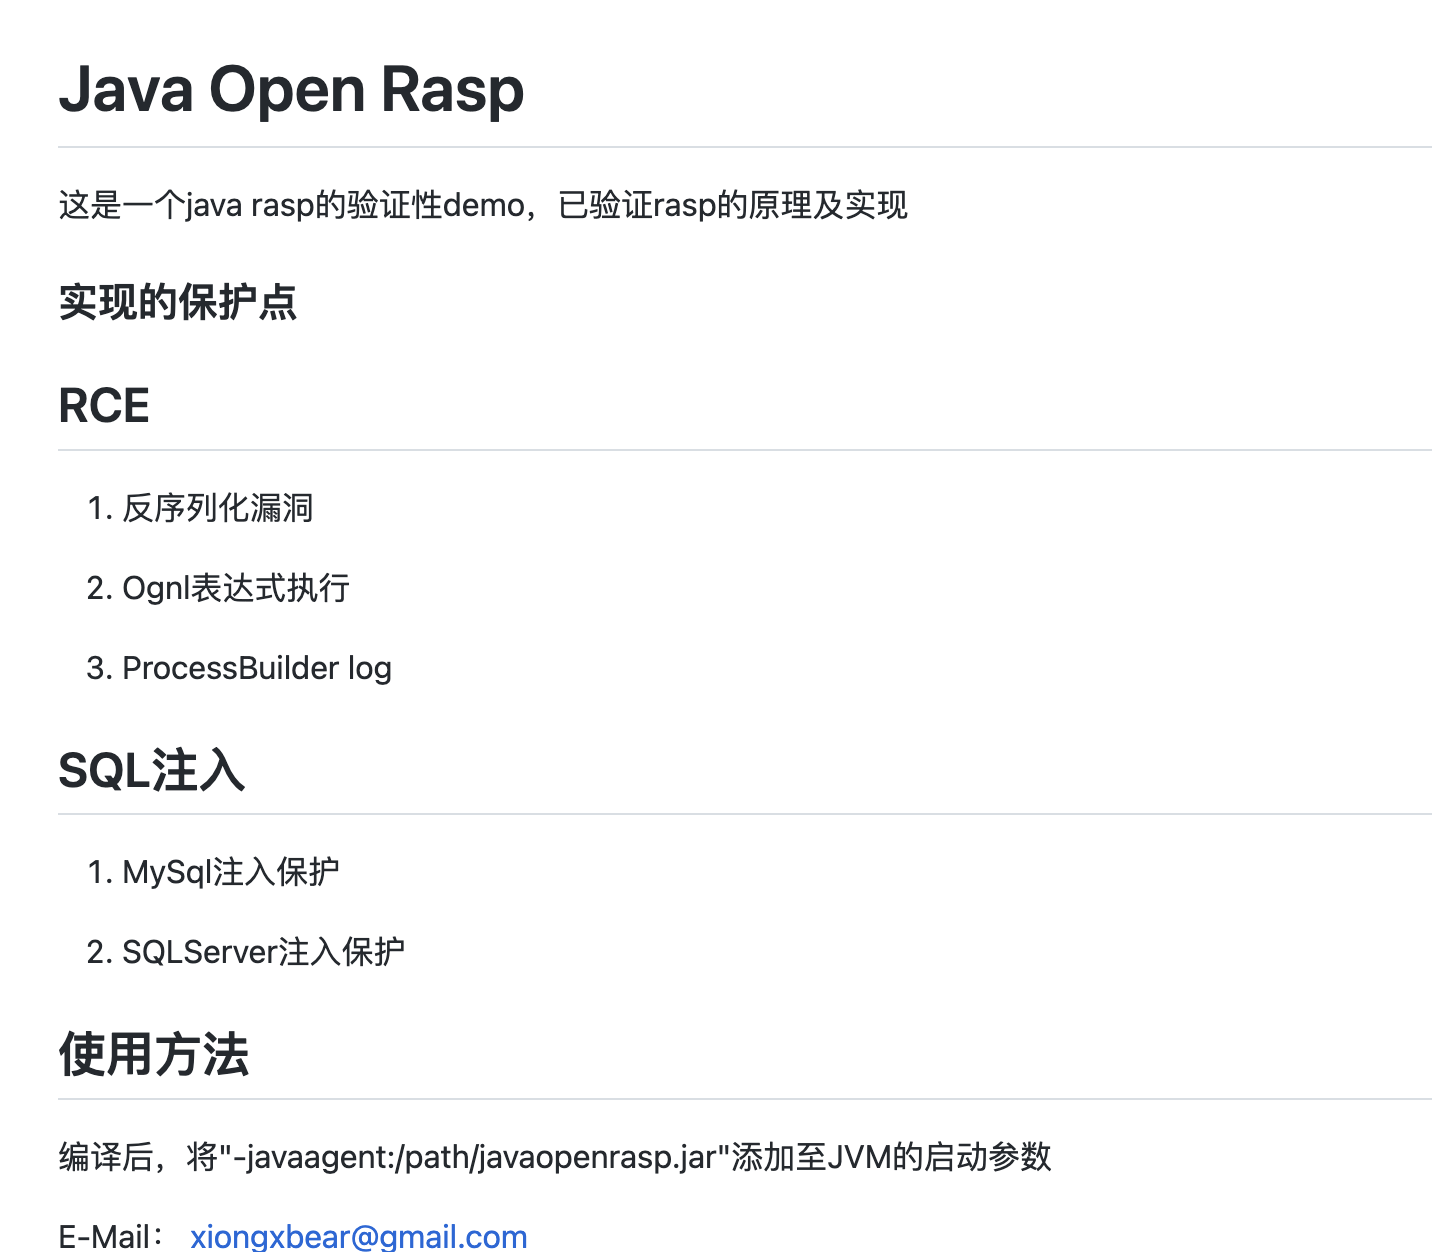 Java Open Rasp
这是一个java rasp的验证性demo，已验证rasp的原理及实现
实现的保护点
RCE
1. 反序列化漏洞
2. Ognl表达式执行
3. ProcessBuilder log
SQL注入
1. MySql注入保护
2. SQLServer注入保护
使用方法
编译后，将"-javaagent:/path/javaopenrasp.jar"添加至JVM的启动参数
E-Mail： xiongxbear@gmail.com